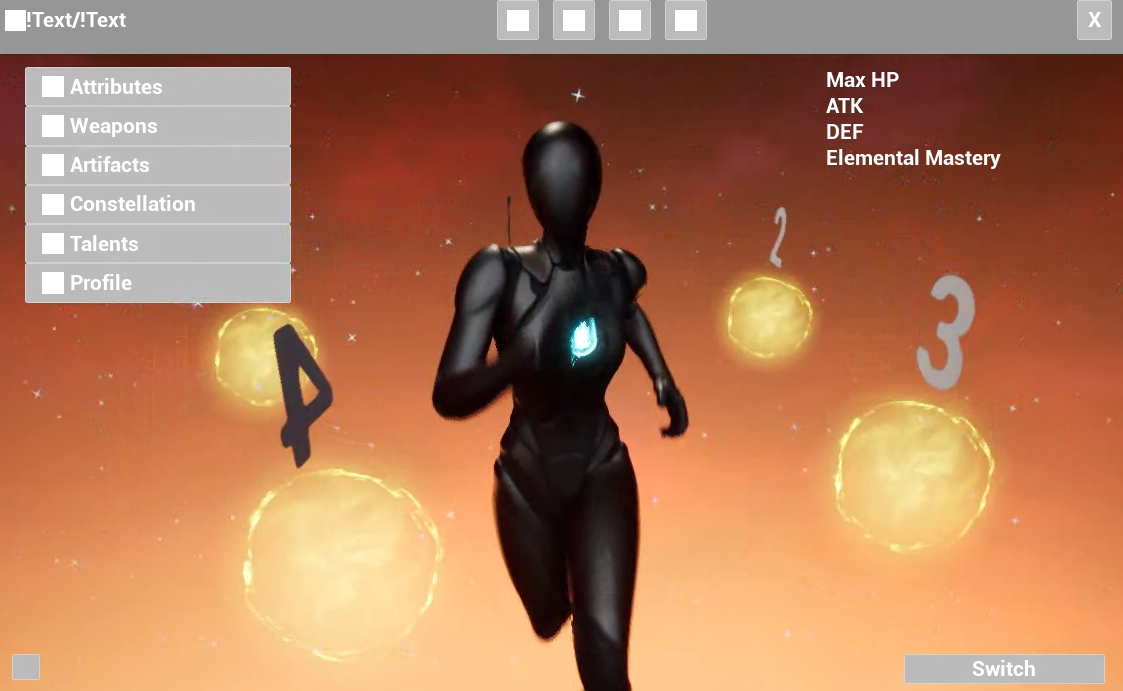 !Text/!Text
X
Attributes
Weapons
Artifacts
Constellation
Talents
Profile
Max HP
ATK
DEF
Elemental Mastery
2
3
4
Switch